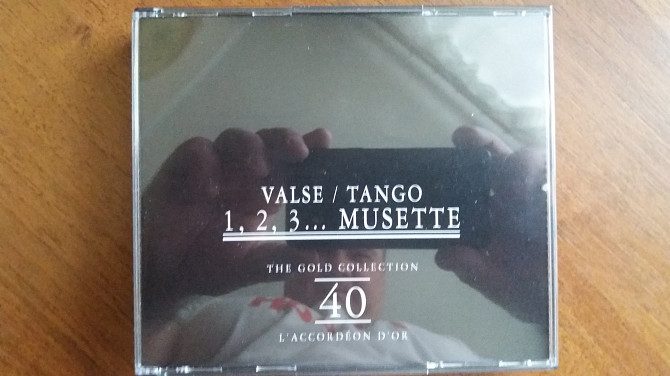 VALSE / TANGO
1, 2, 3... MUSETTE
THE GOLD COLLECTION
40
L'ACCORDÉON D'OR